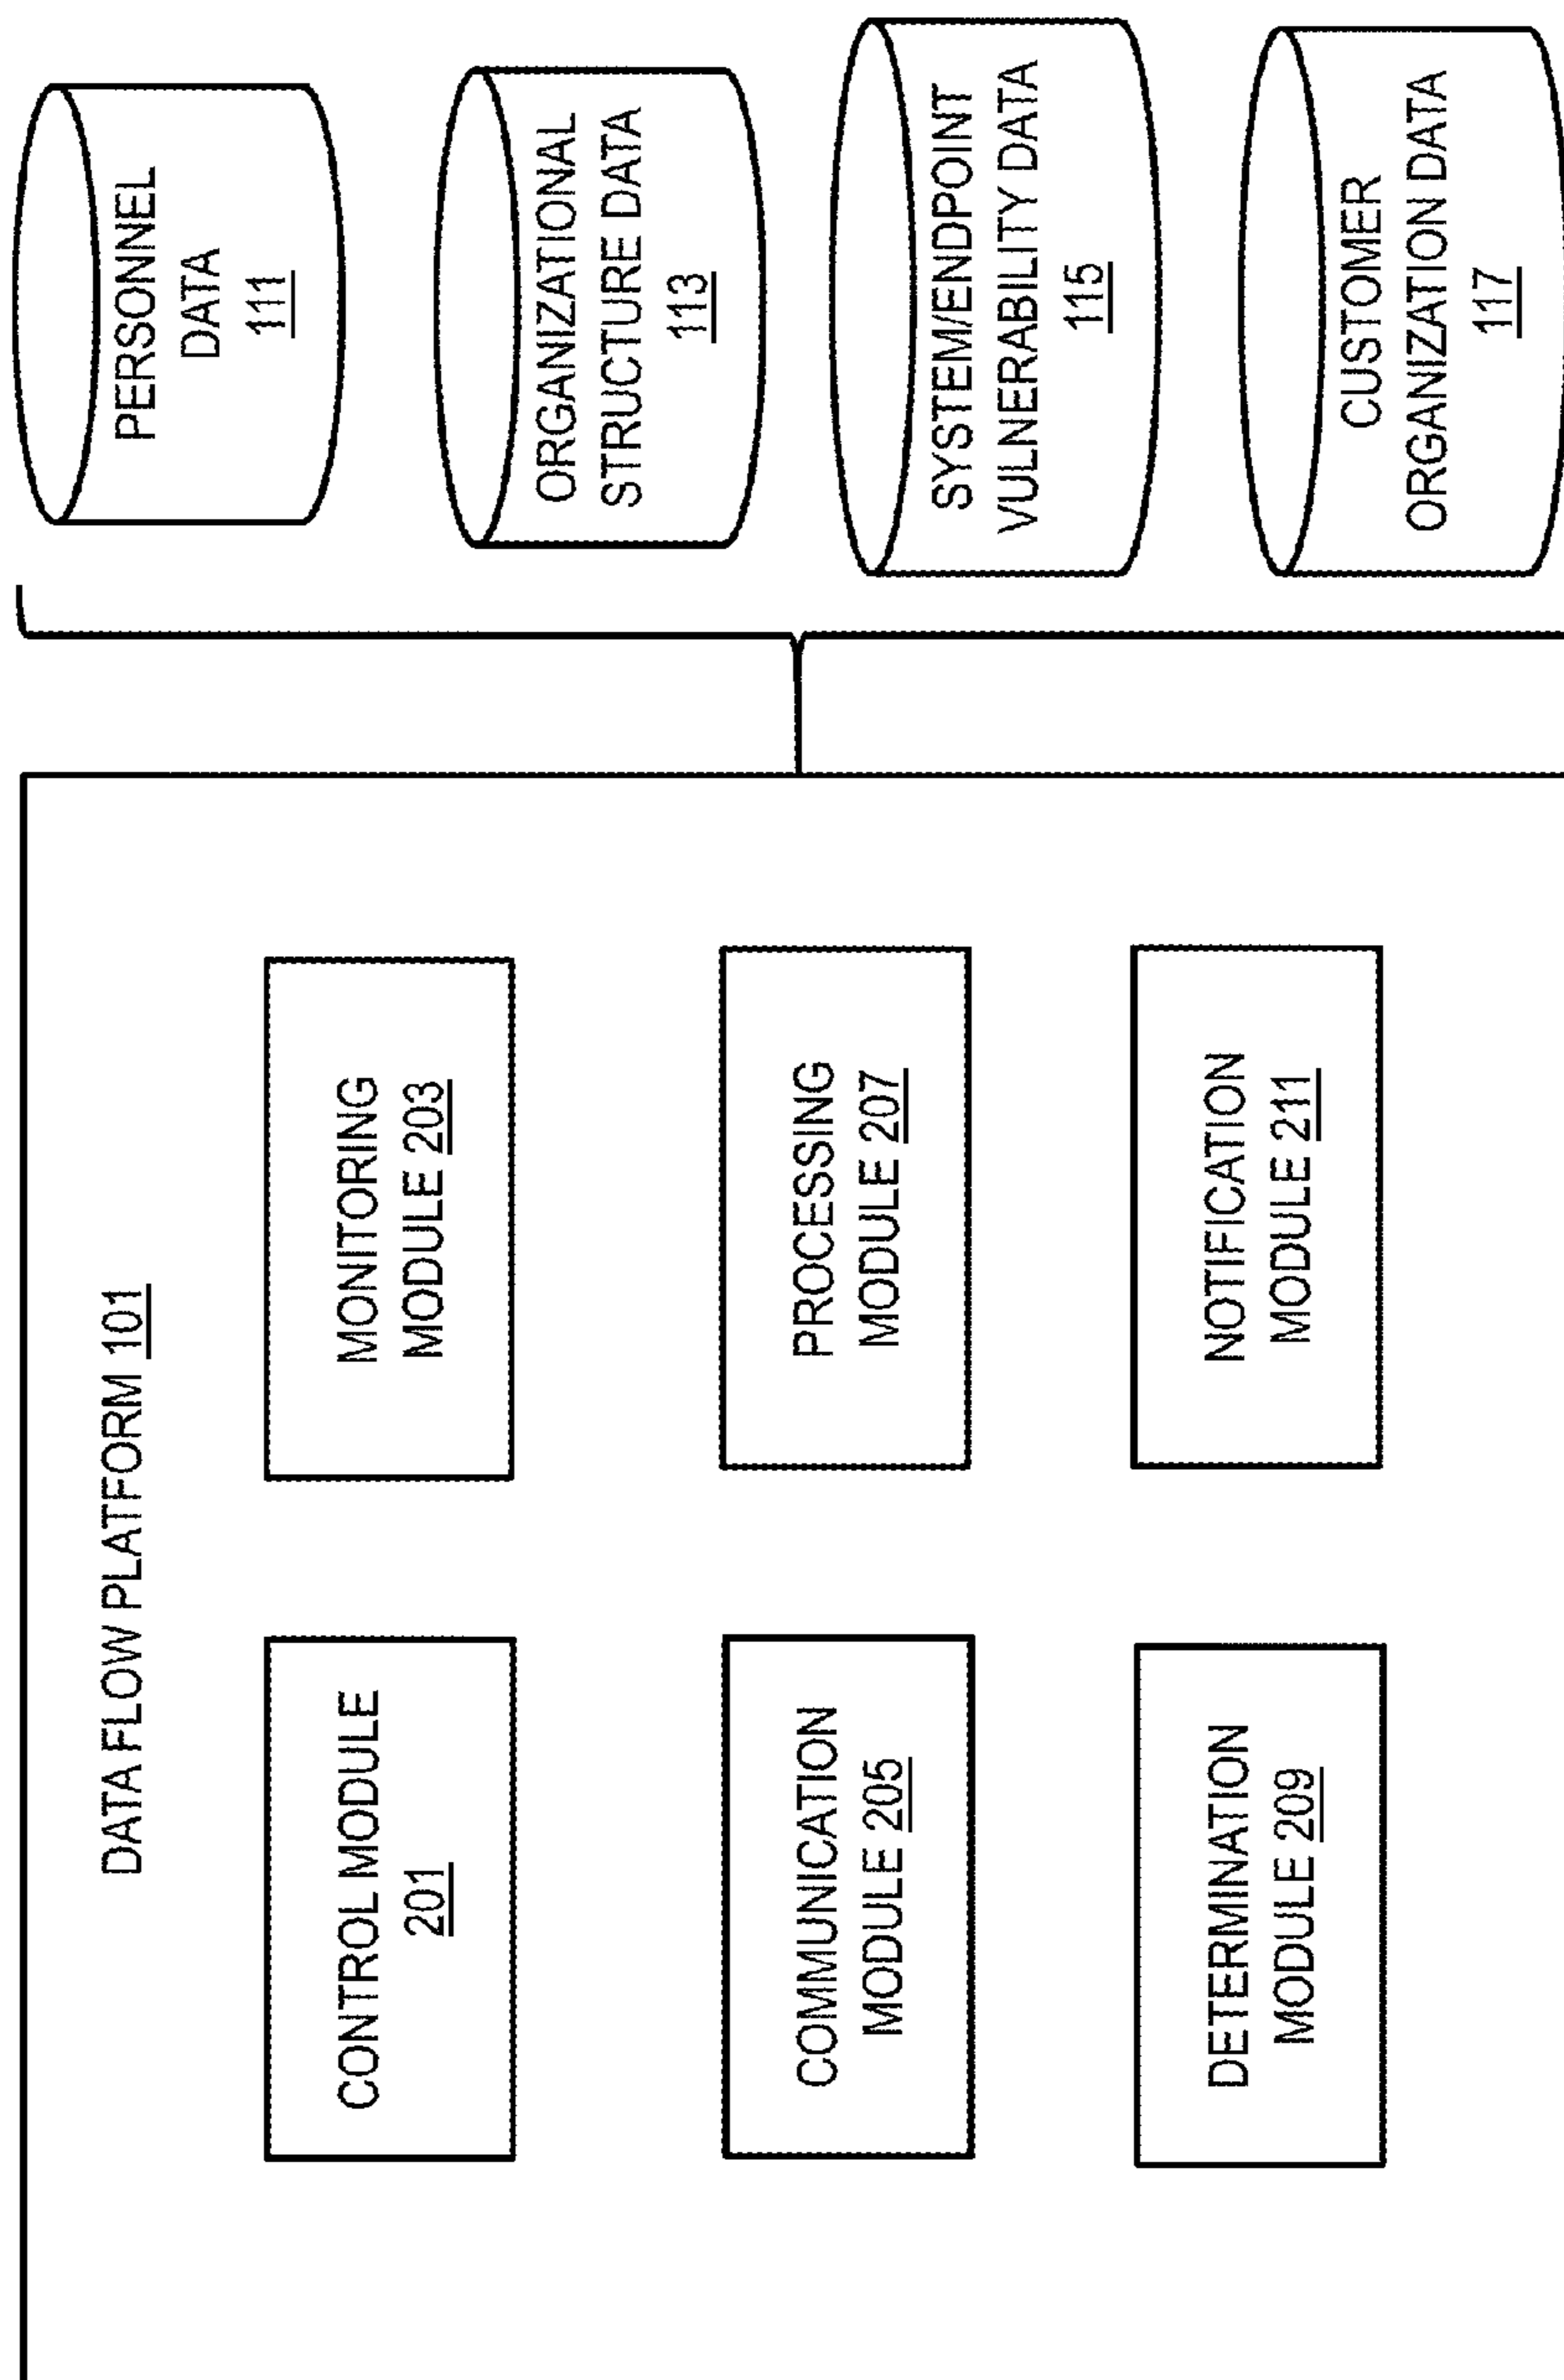 DATA FLOW PLATFORM 101
CONTROL MODULE
201
MONITORING
MODULE 203
COMMUNICATION
MODULE 205
PROCESSING
MODULE 207
DETERMINATION
MODULE 209
NOTIFICATION
MODULE 211
PERSONNEL
DATA
111
ORGANIZATIONAL
STRUCTURE DATA
113
SYSTEM/ENDPOINT
VULNERABILITY DATA
115
CUSTOMER
ORGANIZATION DATA
117